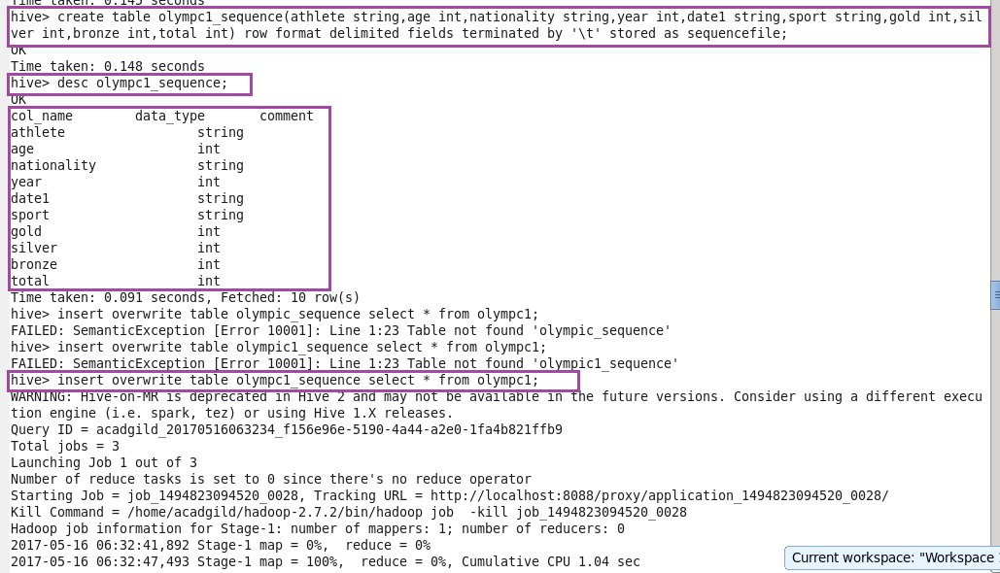 Time taken: 0.145 seconds
hive> create table olympc1_sequence(athlete string,age int,nationality string,year int,date1 string,sport string,gold int,sil
ver int,bronze int,total int) row format delimited fields terminated by '\t' stored as sequencefile;
OK
Time taken: 0.148 seconds
hive> desc olympc1_sequence;
OK
col_name data_type comment
athlete string
age int
nationality string
year int
date1 string
sport string
gold int
silver int
bronze int
total int
Time taken: 0.091 seconds, Fetched: 10 row(s)
hive> insert overwrite table olympic_sequence select * from olympc1;
FAILED: SemanticException [Error 10001]: Line 1:23 Table not found 'olympic_sequence'
hive> insert overwrite table olympic1_sequence select * from olympc1;
FAILED: SemanticException [Error 10001]: Line 1:23 Table not found 'olympic1_sequence'
hive> insert overwrite table olympc1_sequence select * from olympc1;
WARNING: Hive-on-MR is deprecated in Hive 2 and may not be available in the future versions. Consider using a different execu
tion engine (i.e. spark, tez) or using Hive 1.X releases.
Query ID = acadgild_20170516063234_f156e96e-5190-4a44-a2e0-1fa4b821ffb9
Total jobs = 3
Launching Job 1 out of 3
Number of reduce tasks is set to 0 since there's no reduce operator
Starting Job = job_1494823094520_0028, Tracking URL = http://localhost:8088/proxy/application_1494823094520_0028/
Kill Command = /home/acadgild/hadoop-2.7.2/bin/hadoop job  -kill job_1494823094520_0028
Hadoop job information for Stage-1: number of mappers: 1; number of reducers: 0
2017-05-16 06:32:41,892 Stage-1 map = 0%,  reduce = 0%
2017-05-16 06:32:47,493 Stage-1 map = 100%,  reduce = 0%, Cumulative CPU 1.04 sec
Current workspace: "Workspace